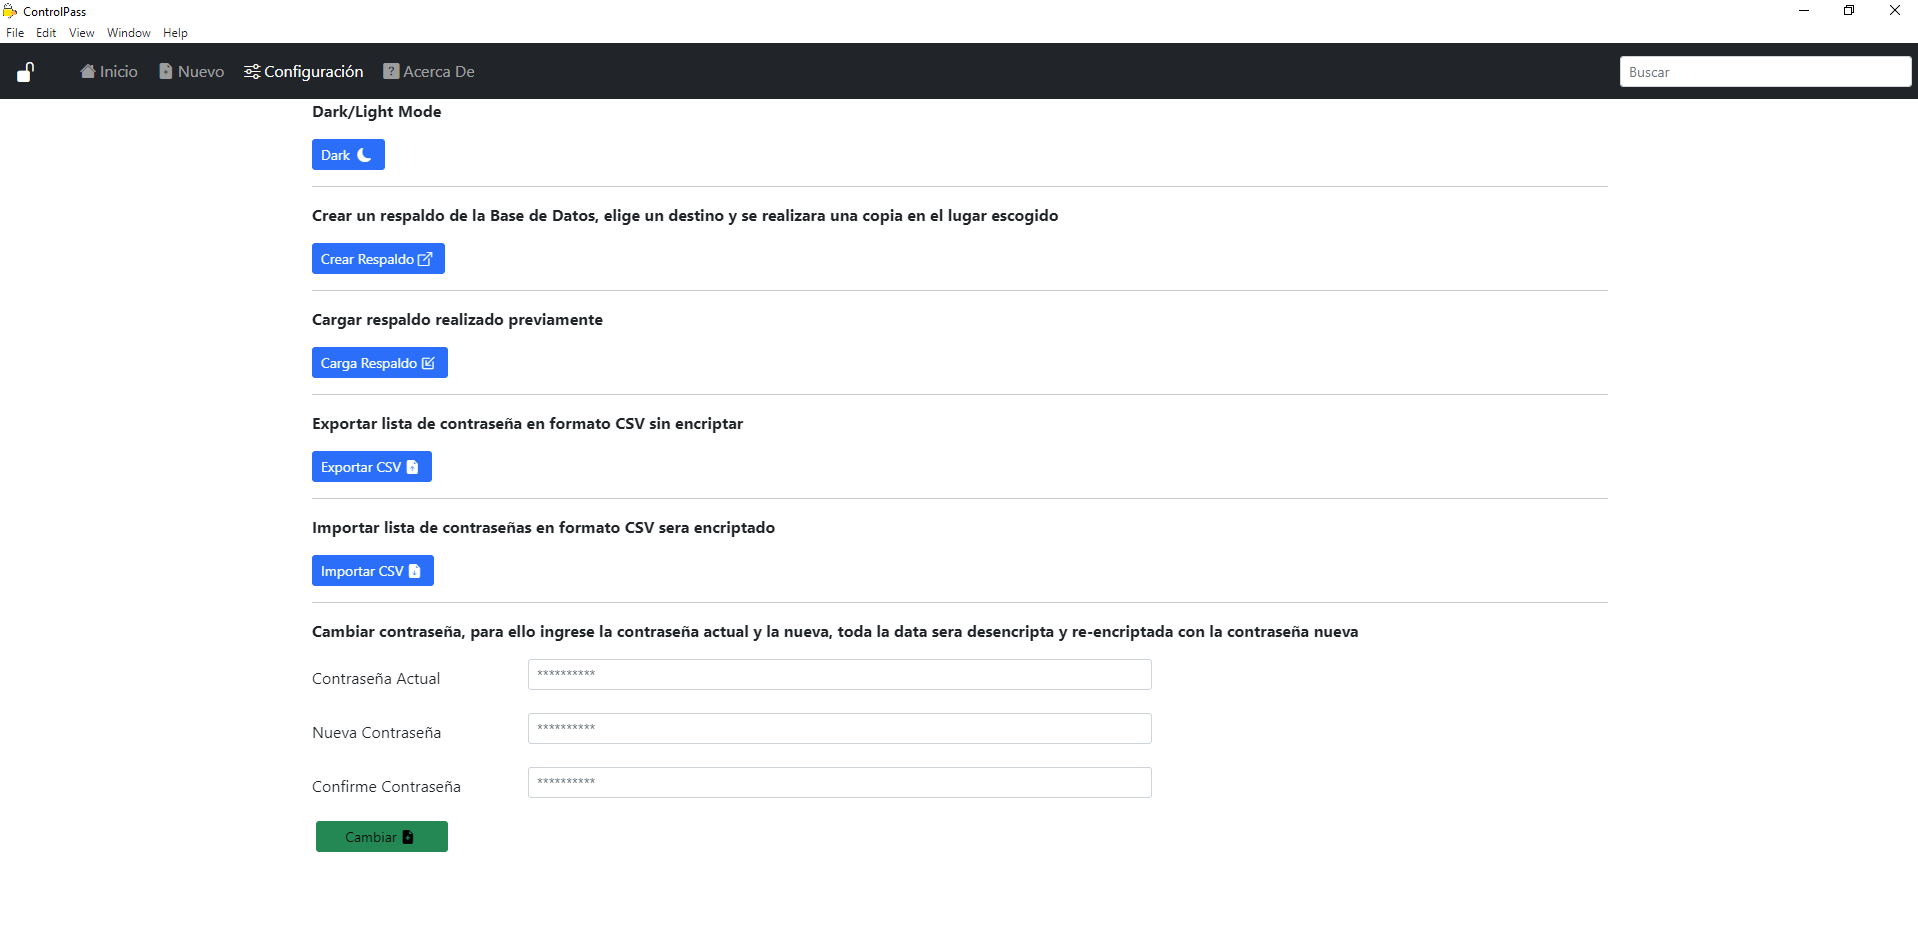 ControlPass
File Edit View Window Help
Inicio Nuevo Configuración Acerca De Buscar
Dark/Light Mode
Dark
Crear un respaldo de la Base de Datos, elige un destino y se realizara una copia en el lugar escogido
Crear Respaldo
Cargar respaldo realizado previamente
Carga Respaldo
Exportar lista de contraseña en formato CSV sin encriptar
Exportar CSV
Importar lista de contraseñas en formato CSV sera encriptado
Importar CSV
Cambiar contraseña, para ello ingrese la contraseña actual y la nueva, toda la data sera desencripta y re-encriptada con la contraseña nueva
Contraseña Actual **********
Nueva Contraseña **********
Confirme Contraseña **********
Cambiar